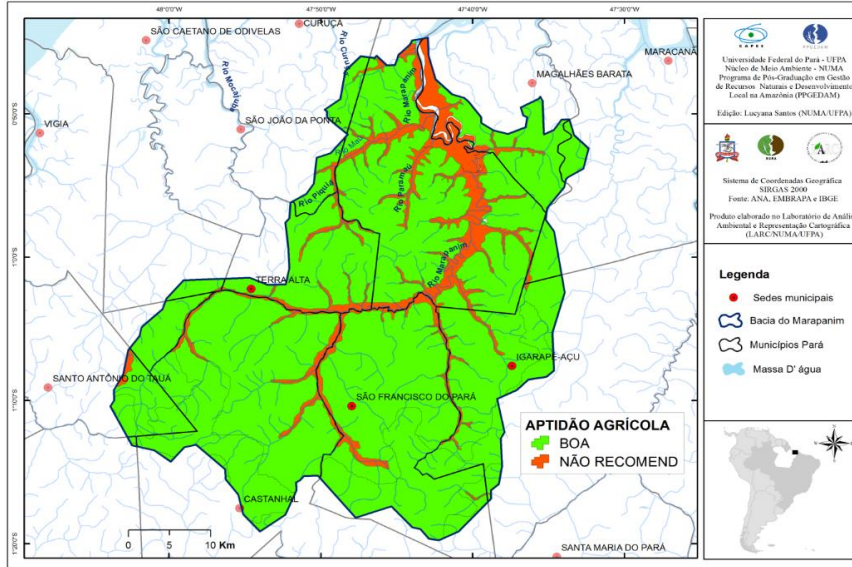 48°0'0"W
47°50'0"W
47°40'0"W
47°30'0"W
SÃO CAETANO DE ODIVELAS
CURUÇÁ
MARACANÃ
MAGALHÃES BARATA
VIGIA
SÃO JOÃO DA PONTA
Rio Mocajuba
Rio Curuçá
Rio Marapanim
Rio Paramaú
Rio Marapanim
TERRA ALTA
IGARAPÉ-AÇU
SANTO ANTÔNIO DO TAUÁ
SÃO FRANCISCO DO PARÁ
CASTANHAL
SANTA MARIA DO PARÁ
0 5 10 Km
APTIDÃO AGRÍCOLA
BOA
NÃO RECOMEND
CAPES
PPGEDAM
Universidade Federal do Pará - UFPA
Núcleo de Meio Ambiente - NUMA
Programa de Pós-Graduação em Gestão
de Recursos Naturais e Desenvolvimento
Local na Amazônia (PPGEDAM)
Edição: Lucyana Santos (NUMA/UFPA)
NUMA
Sistema de Coordenadas Geográfica
SIRGAS 2000
Fonte: ANA, EMBRAPA e IBGE
Produto elaborado no Laboratório de Análise
Ambiental e Representação Cartográfica
(LARC/NUMA/UFPA)
Legenda
Sedes municipais
Bacia do Marapanim
Municípios Pará
Massa D' água